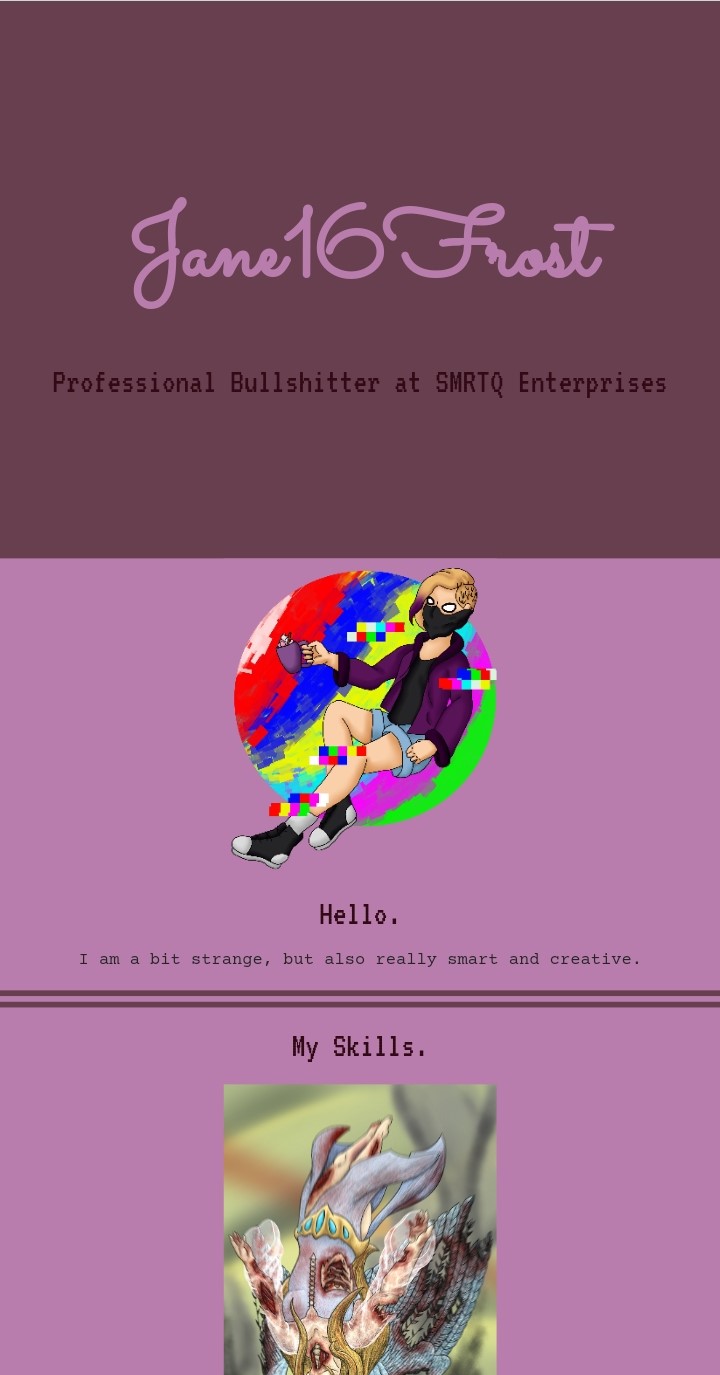 Jane16Frost
Professional Bullshitter at SMRTQ Enterprises
Hello.
I am a bit strange, but also really smart and creative.
My Skills.